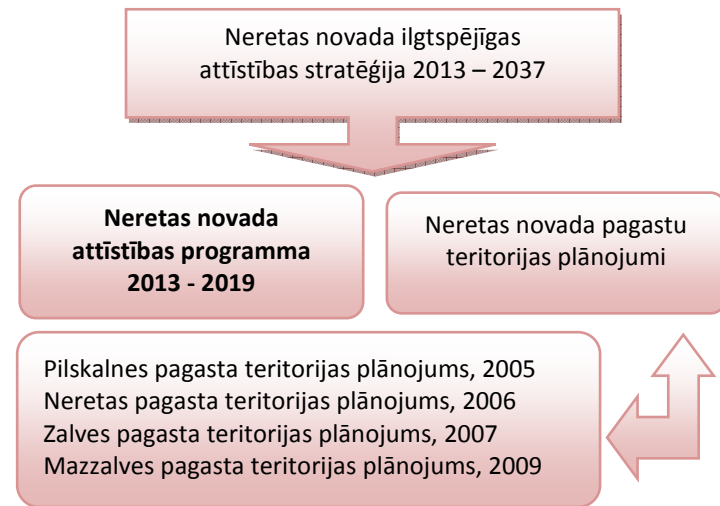 Neretas novada ilgtspējīgas
attīstības stratēģija 2013 – 2037
Neretas novada
attīstības programma
2013 - 2019
Neretas novada pagastu
teritorijas plānojumi
Pilskalnes pagasta teritorijas plānojums, 2005
Neretas pagasta teritorijas plānojums, 2006
Zalves pagasta teritorijas plānojums, 2007
Mazzalves pagasta teritorijas plānojums, 2009